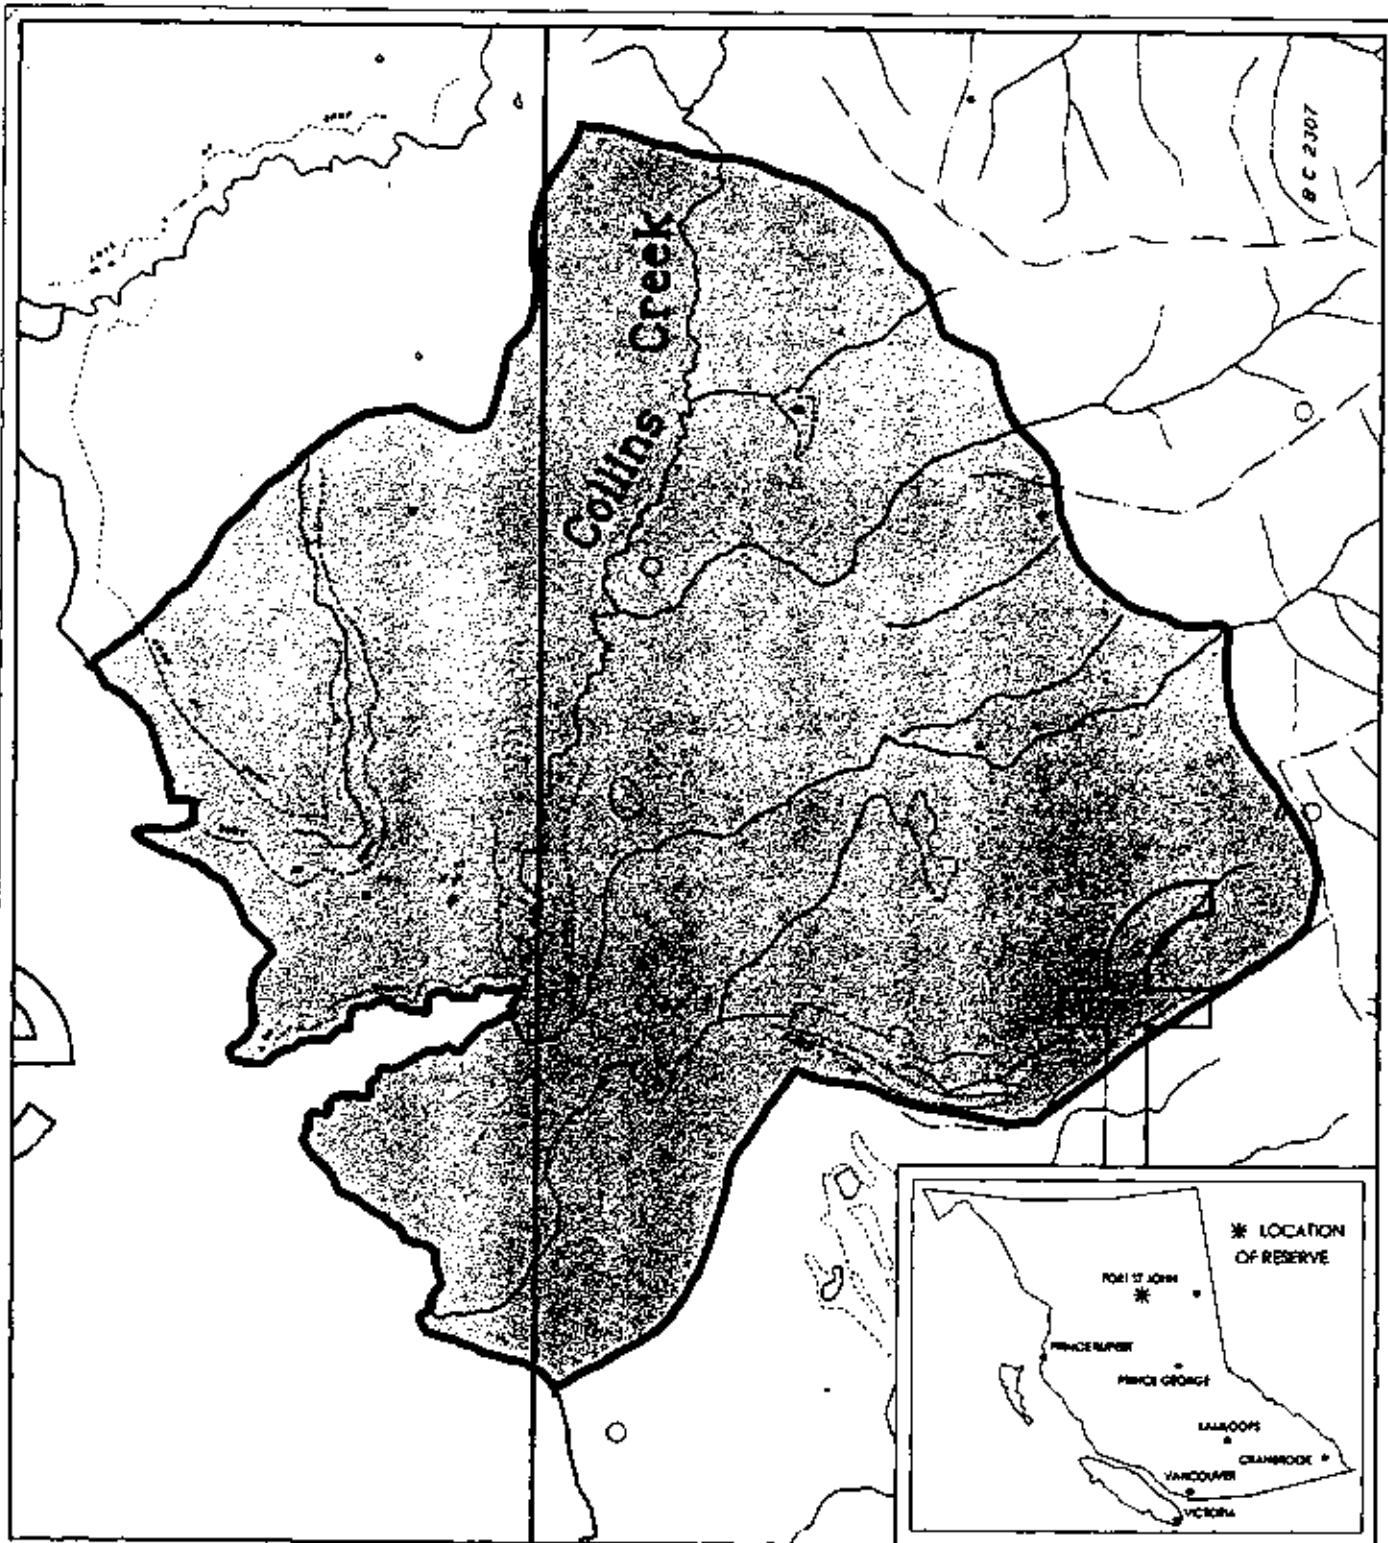 B C 2307
Collins Creek
✳ LOCATION
OF RESERVE
FORT ST JOHN
PRINCE RUPERT
PRINCE GEORGE
KAMLOOPS
CRANBROOK
VANCOUVER
VICTORIA